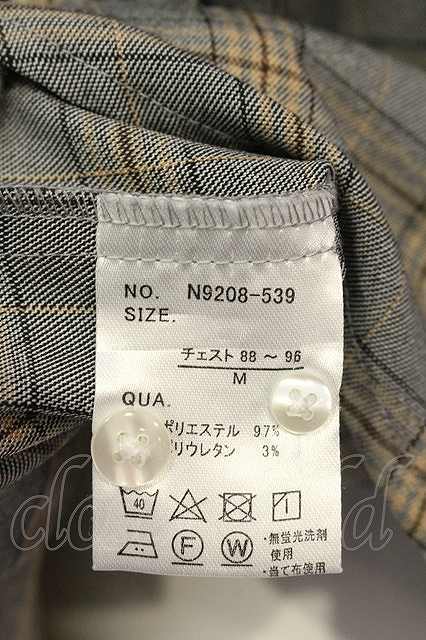 NO. N9208-539
SIZE.
チェスト 88 ～ 96
M
QUA.
ポリエステル 97%
ポリウレタン 3%
40
F W
・無蛍光洗剤
使用
・当て布使用